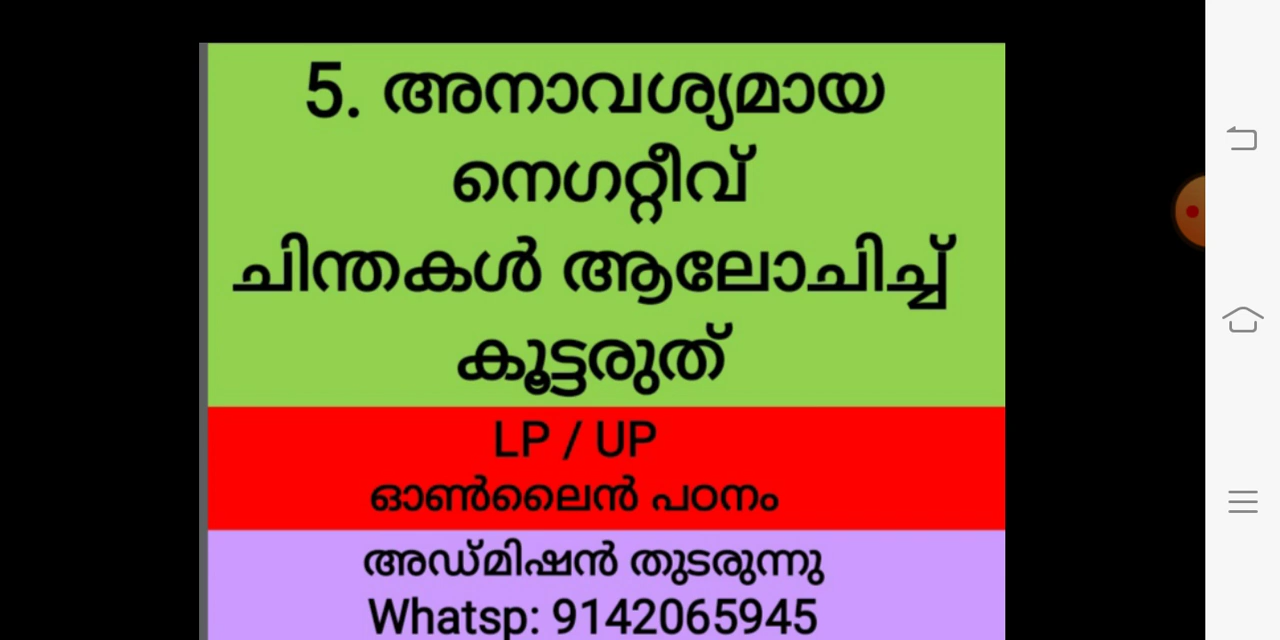 5. അനാവശ്യമായ
നെഗറ്റീവ്
ചിന്തകൾ ആലോചിച്ച്
കൂട്ടരുത്
LP / UP
ഓൺലൈൻ പഠനം
അഡ്മിഷൻ തുടരുന്നു
Whatsp: 9142065945